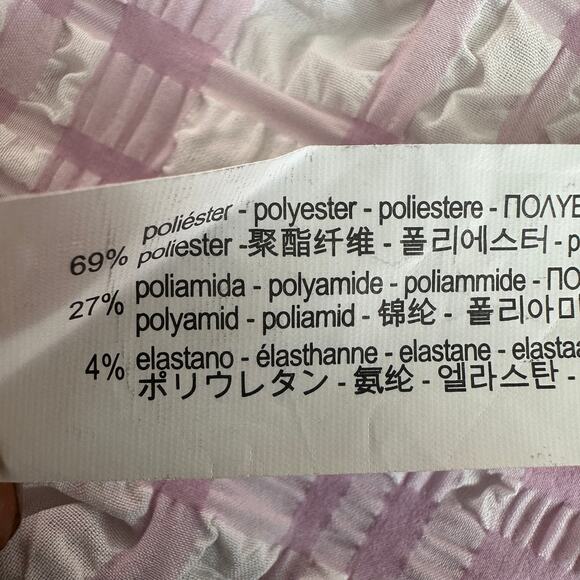 poliéster - polyester - poliestere - ΠΟΛΥΕ
69% poliester -聚酯纤维 - 폴리에스터 - p
27% poliamida - polyamide - poliammide - ΠΟ
polyamid - poliamid - 锦纶 - 폴리아미
4% elastano - élasthanne - elastane - elastaa
ポリウレタン - 氨纶 - 엘라스탄 -